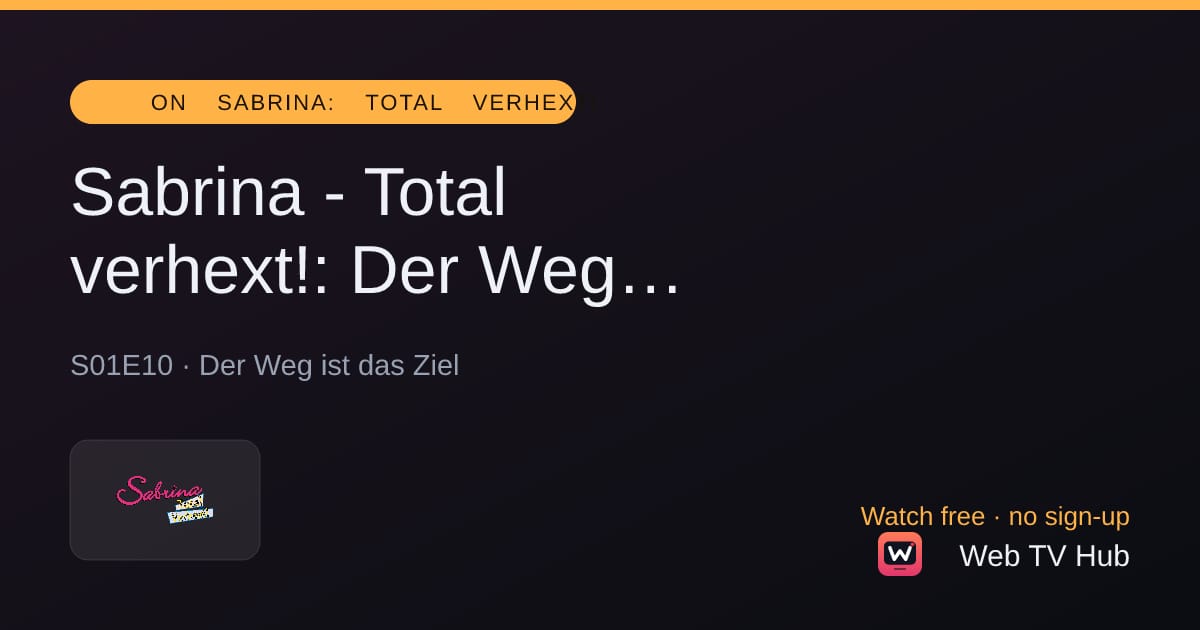 ON SABRINA: TOTAL VERHEX
Sabrina - Total
verhext!: Der Weg...
S01E10 · Der Weg ist das Ziel
Sabrina
Watch free · no sign-up
W Web TV Hub